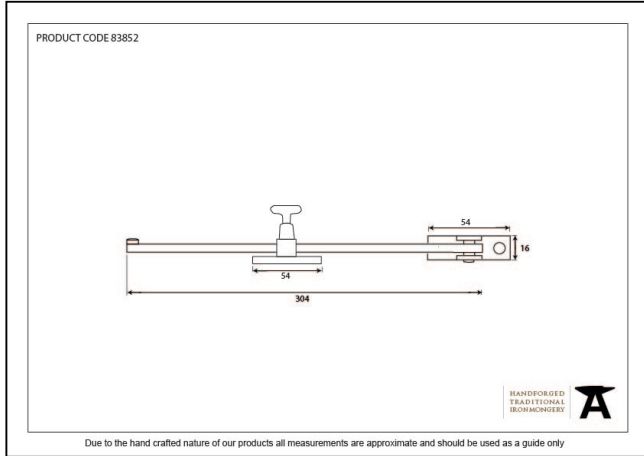 PRODUCT CODE 83852
54
16
54
304
HANDFORGED
TRADITIONAL
IRONMONGERY
Due to the hand crafted nature of our products all measurements are approximate and should be used as a guide only